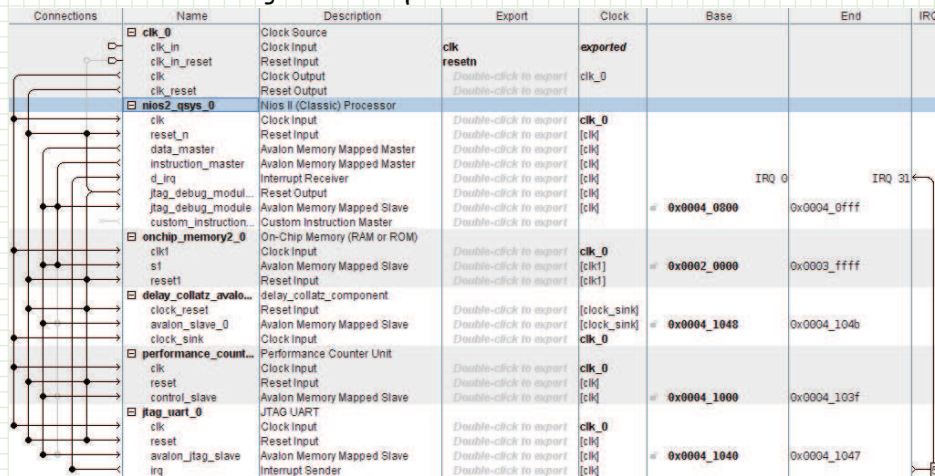 Connections Name Description Export Clock Base End IRQ
clk_0 Clock Source
clk_in Clock Input clk exported
clk_in_reset Reset Input resetn
clk Clock Output Double-click to export clk_0
clk_reset Reset Output Double-click to export
nios2_qsys_0 Nios II (Classic) Processor
clk Clock Input Double-click to export clk_0
reset_n Reset Input Double-click to export [clk]
data_master Avalon Memory Mapped Master Double-click to export [clk]
instruction_master Avalon Memory Mapped Master Double-click to export [clk]
d_irq Interrupt Receiver Double-click to export [clk] IRQ 0 IRQ 31
jtag_debug_modul... Reset Output Double-click to export [clk]
jtag_debug_module Avalon Memory Mapped Slave Double-click to export [clk] 0x0004_0800 0x0004_0fff
custom_instruction... Custom Instruction Master Double-click to export
onchip_memory2_0 On-Chip Memory (RAM or ROM)
clk1 Clock Input Double-click to export clk_0
s1 Avalon Memory Mapped Slave Double-click to export [clk1] 0x0002_0000 0x0003_ffff
reset1 Reset Input Double-click to export [clk1]
delay_collatz_avalo... delay_collatz_component
clock_reset Reset Input Double-click to export [clock_sink]
avalon_slave_0 Avalon Memory Mapped Slave Double-click to export [clock_sink] 0x0004_1048 0x0004_104b
clock_sink Clock Input Double-click to export clk_0
performance_count... Performance Counter Unit
clk Clock Input Double-click to export clk_0
reset Reset Input Double-click to export [clk]
control_slave Avalon Memory Mapped Slave Double-click to export [clk] 0x0004_1000 0x0004_103f
jtag_uart_0 JTAG UART
clk Clock Input Double-click to export clk_0
reset Reset Input Double-click to export [clk]
avalon_jtag_slave Avalon Memory Mapped Slave Double-click to export [clk] 0x0004_1040 0x0004_1047
irq Interrupt Sender Double-click to export [clk]